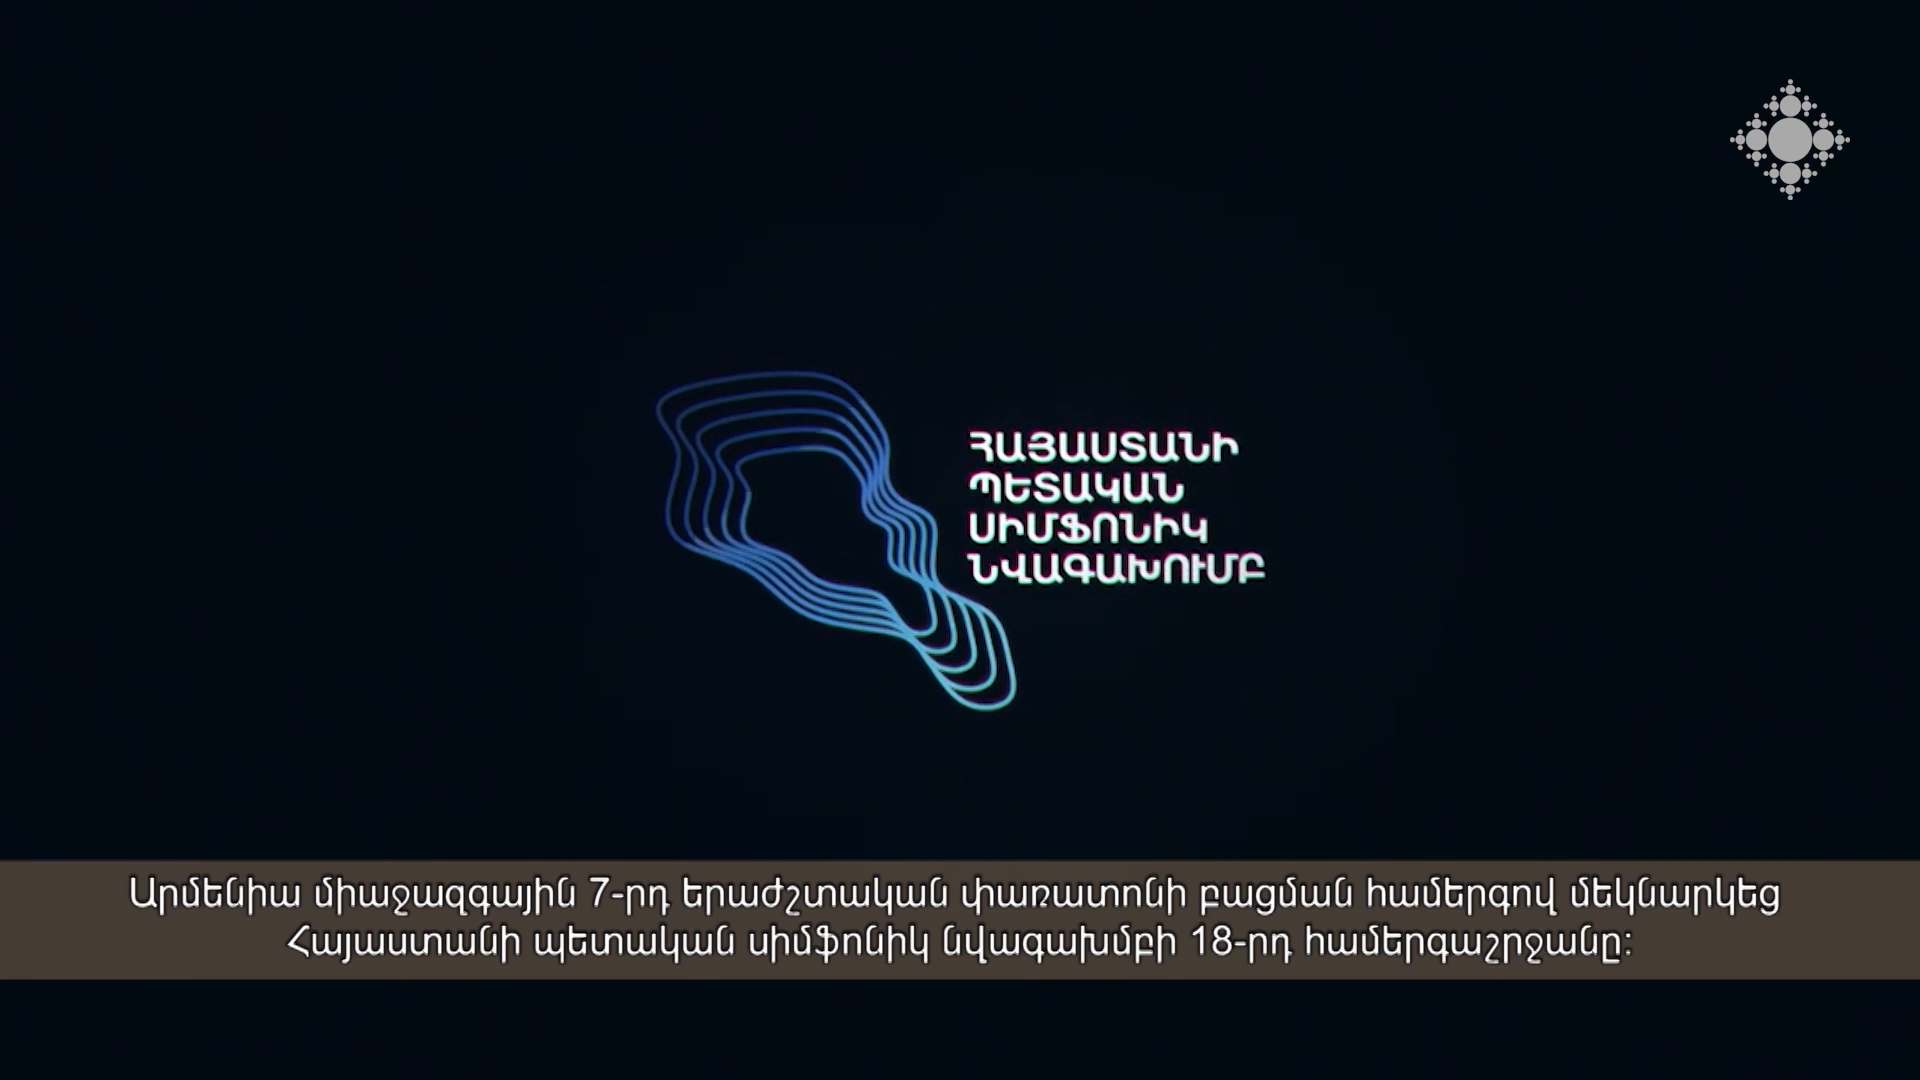 ՀԱՅԱՍՏԱՆԻ
ՊԵՏԱԿԱՆ
ՍԻՄՖՈՆԻԿ
ՆՎԱԳԱԽՈՒՄԲ
Արմենիա միաջազգային 7-րդ երաժշտական փառատոնի բացման համերգով մեկնարկեց
Հայաստանի պետական սիմֆոնիկ նվագախմբի 18-րդ համերգաշրջանը: